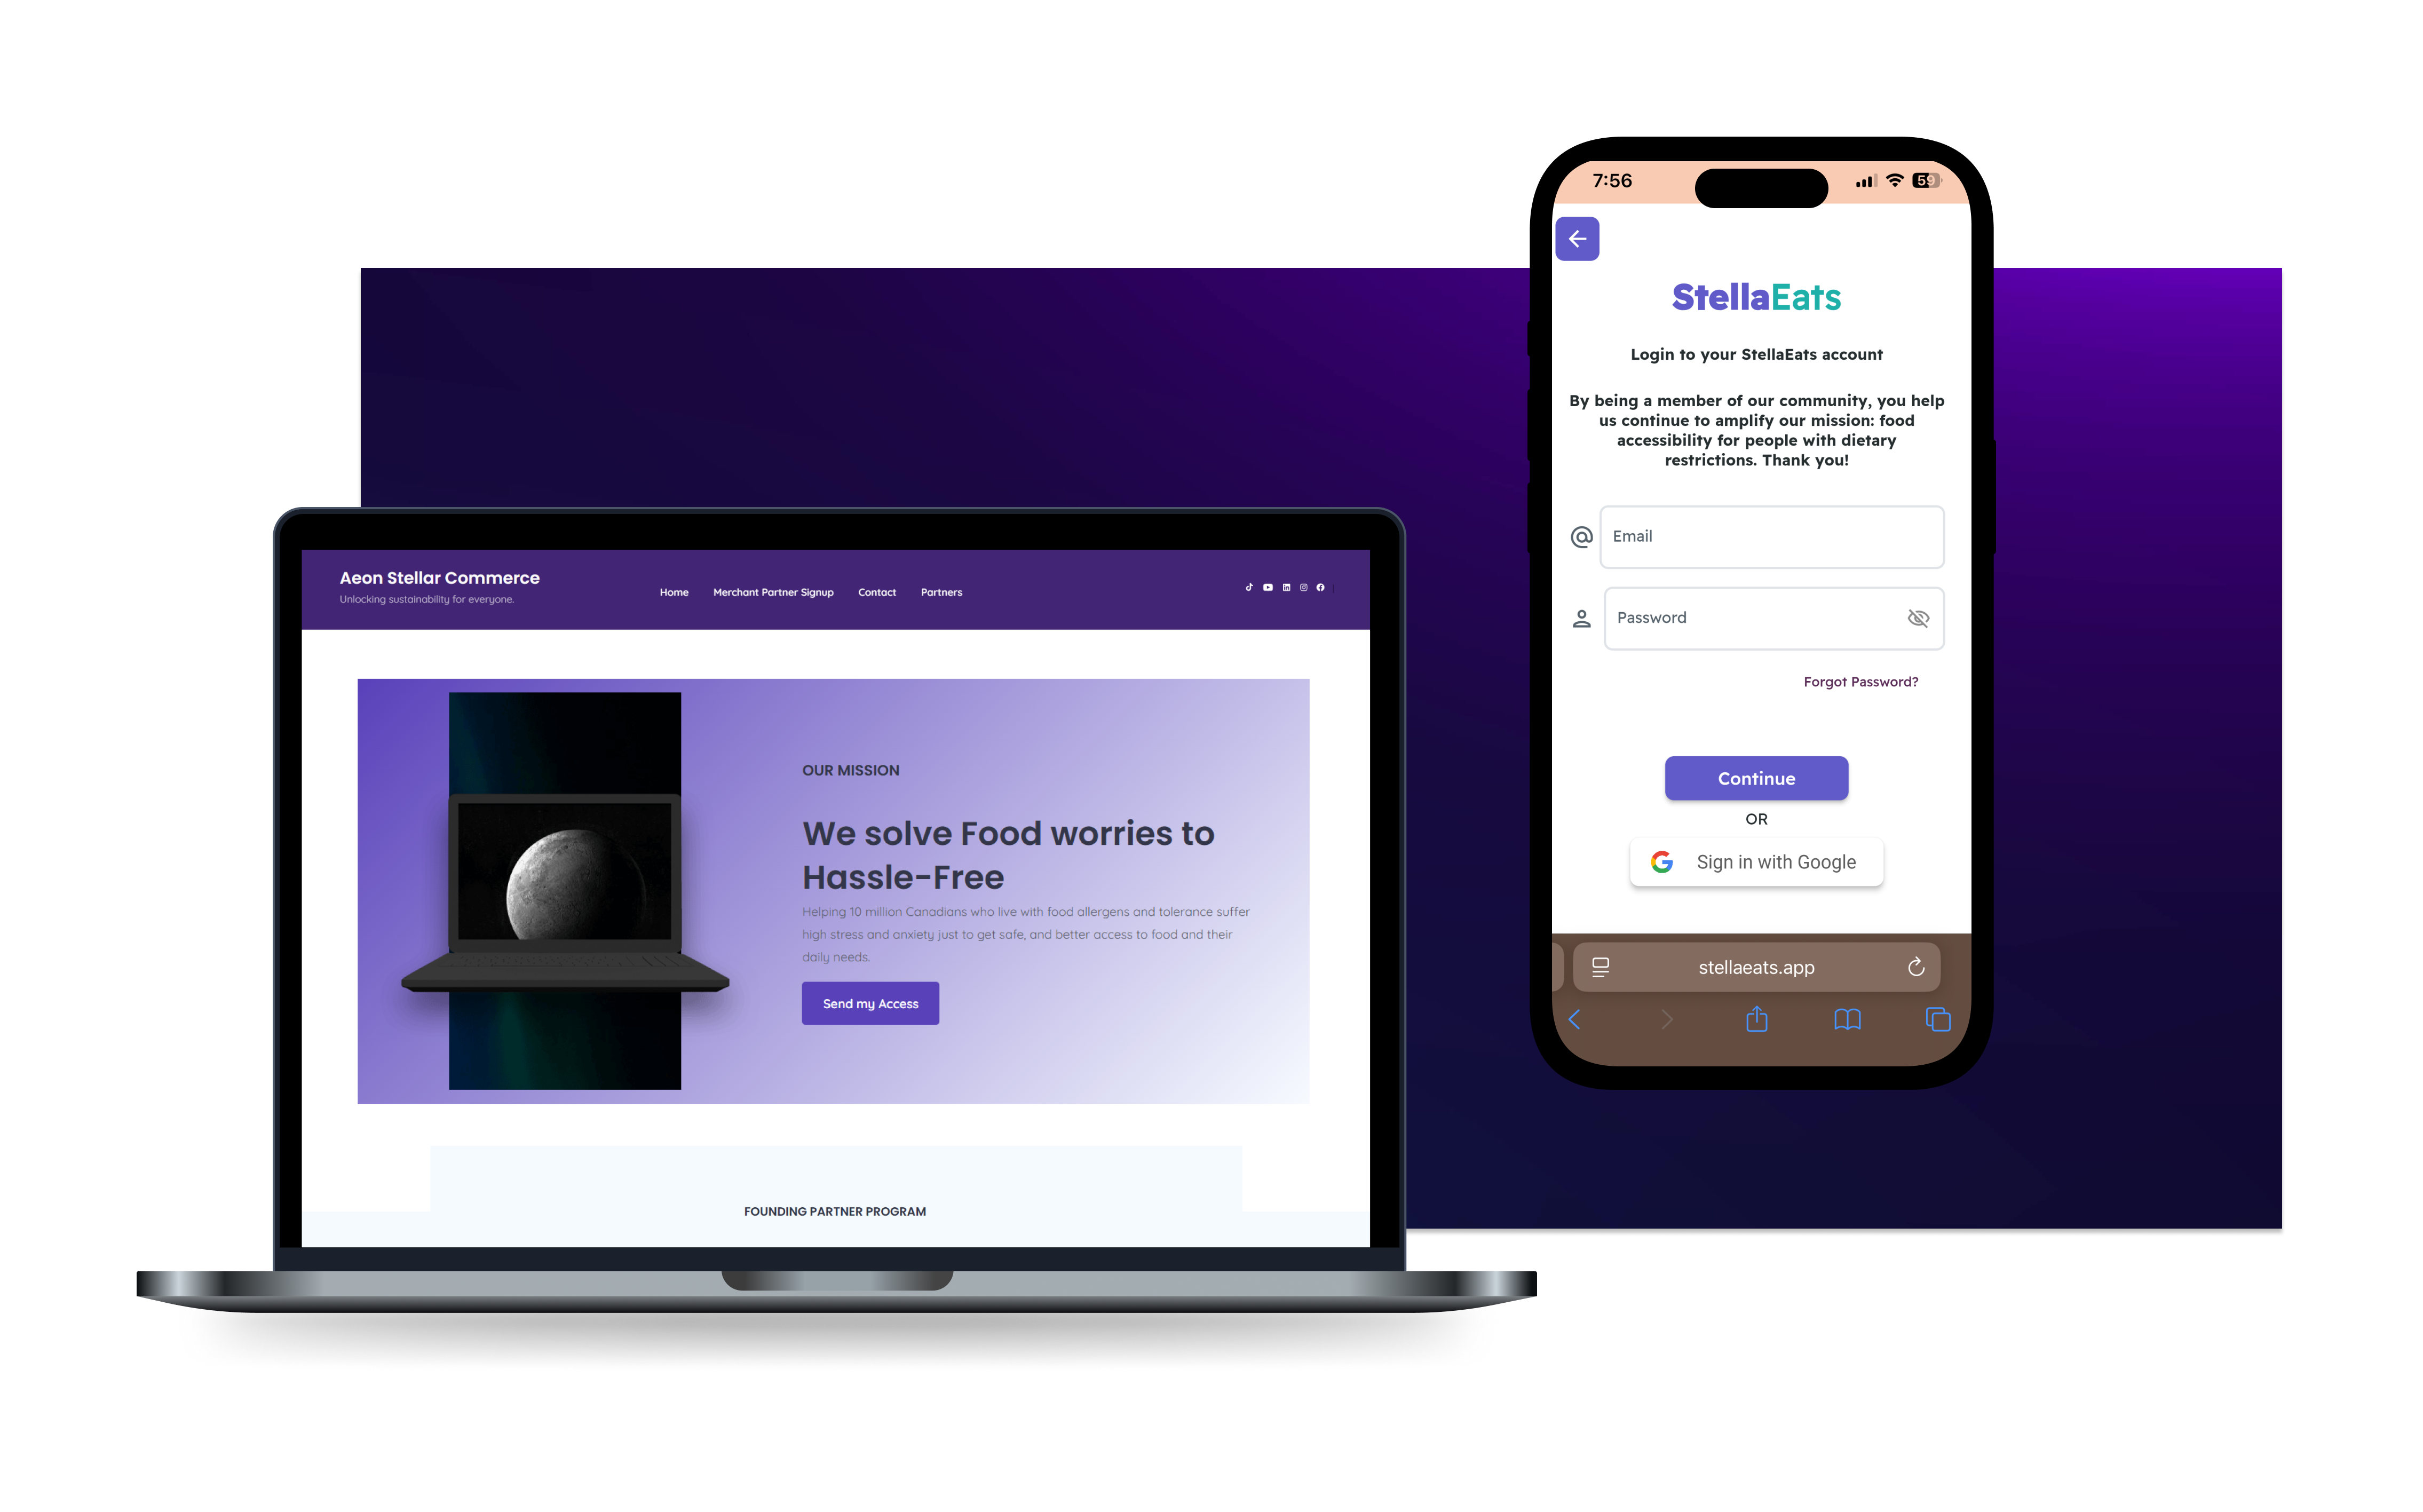 Aeon Stellar Commerce
Unlocking sustainability for everyone.
Home Merchant Partner Signup Contact Partners
OUR MISSION
We solve Food worries to
Hassle-Free
Helping 10 million Canadians who live with food allergens and tolerance suffer
high stress and anxiety just to get safe, and better access to food and their
daily needs.
Send my Access
FOUNDING PARTNER PROGRAM
7:56
59
StellaEats
Login to your StellaEats account
By being a member of our community, you help
us continue to amplify our mission: food
accessibility for people with dietary
restrictions. Thank you!
Email
Password
Forgot Password?
Continue
OR
Sign in with Google
stellaeats.app